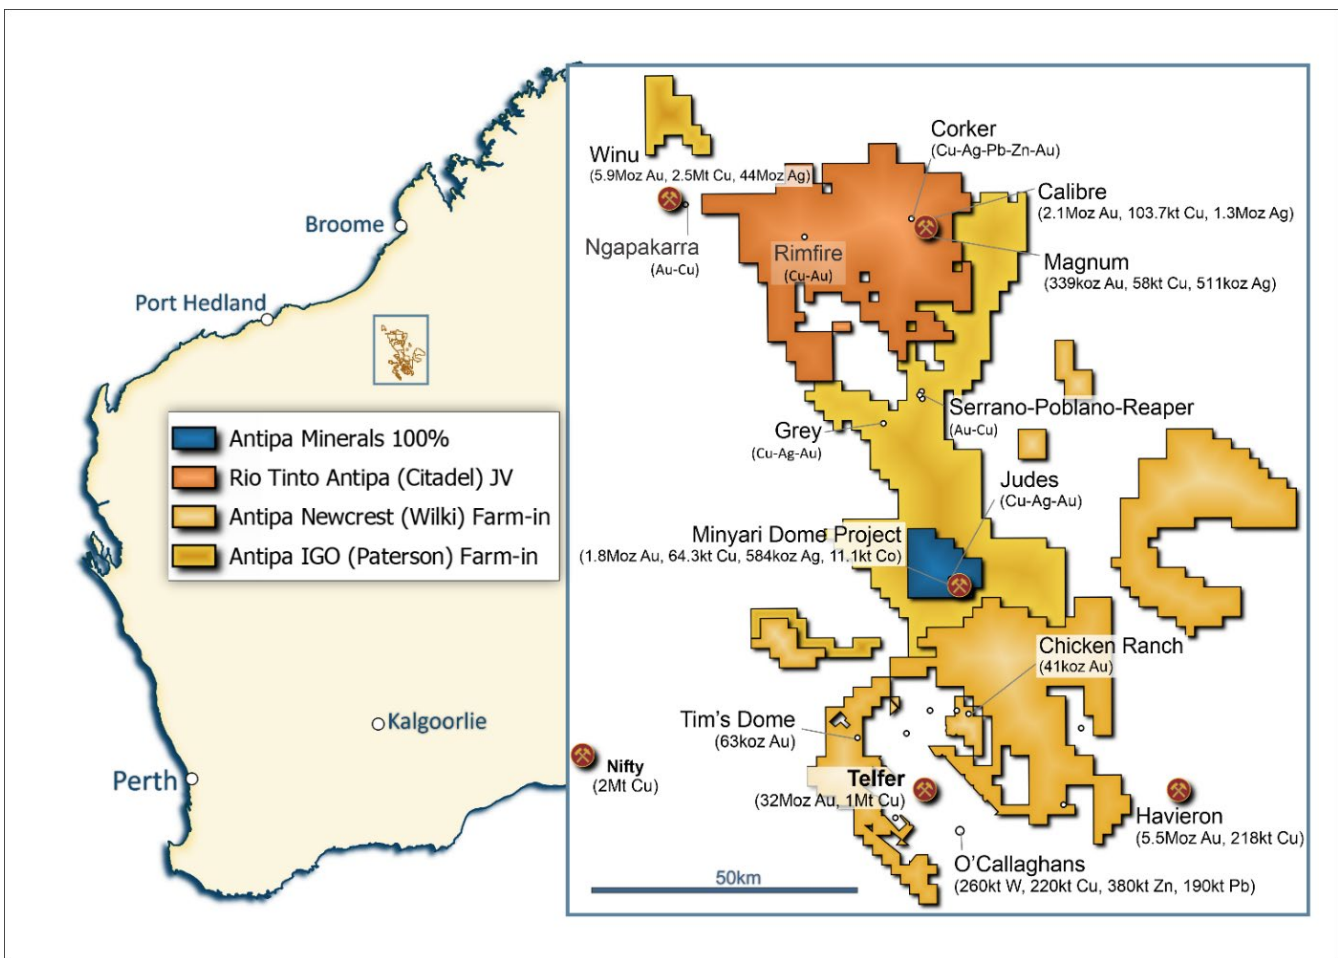 Broome
Port Hedland
Antipa Minerals 100%
Rio Tinto Antipa (Citadel) JV
Antipa Newcrest (Wilki) Farm-in
Antipa IGO (Paterson) Farm-in
Kalgoorlie
Perth
Winu
(5.9Moz Au, 2.5Mt Cu, 44Moz Ag)
Ngapakarra
(Au-Cu)
Rimfire
(Cu-Au)
Corker
(Cu-Ag-Pb-Zn-Au)
Calibre
(2.1Moz Au, 103.7kt Cu, 1.3Moz Ag)
Magnum
(339koz Au, 58kt Cu, 511koz Ag)
Serrano-Poblano-Reaper
(Au-Cu)
Grey
(Cu-Ag-Au)
Judes
(Cu-Ag-Au)
Minyari Dome Project
(1.8Moz Au, 64.3kt Cu, 584koz Ag, 11.1kt Co)
Chicken Ranch
(41koz Au)
Tim's Dome
(63koz Au)
Nifty
(2Mt Cu)
Telfer
(32Moz Au, 1Mt Cu)
Havieron
(5.5Moz Au, 218kt Cu)
O'Callaghans
(260kt W, 220kt Cu, 380kt Zn, 190kt Pb)
50km